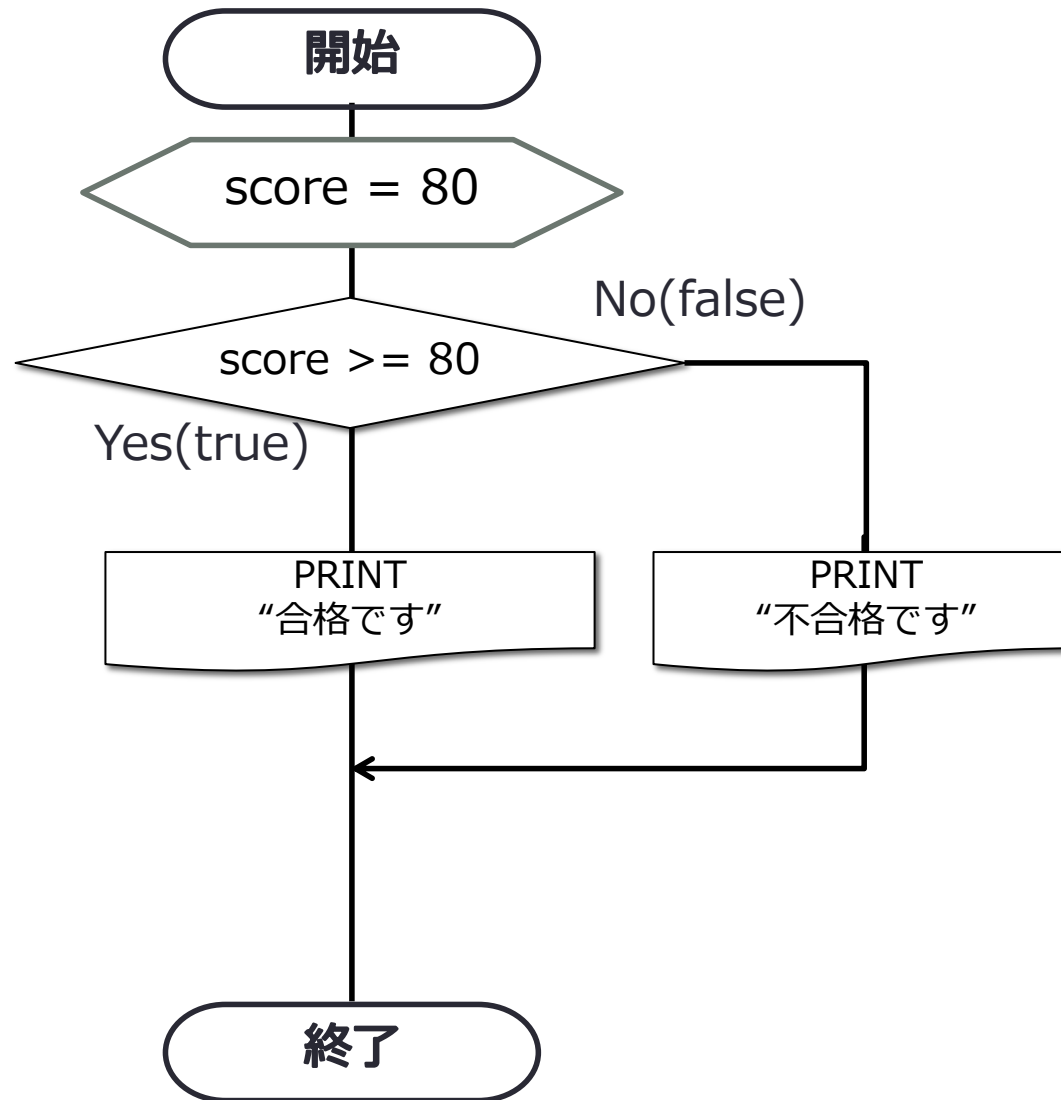 開始
score = 80
No(false)
score >= 80
Yes(true)
PRINT
“合格です”
PRINT
“不合格です”
終了